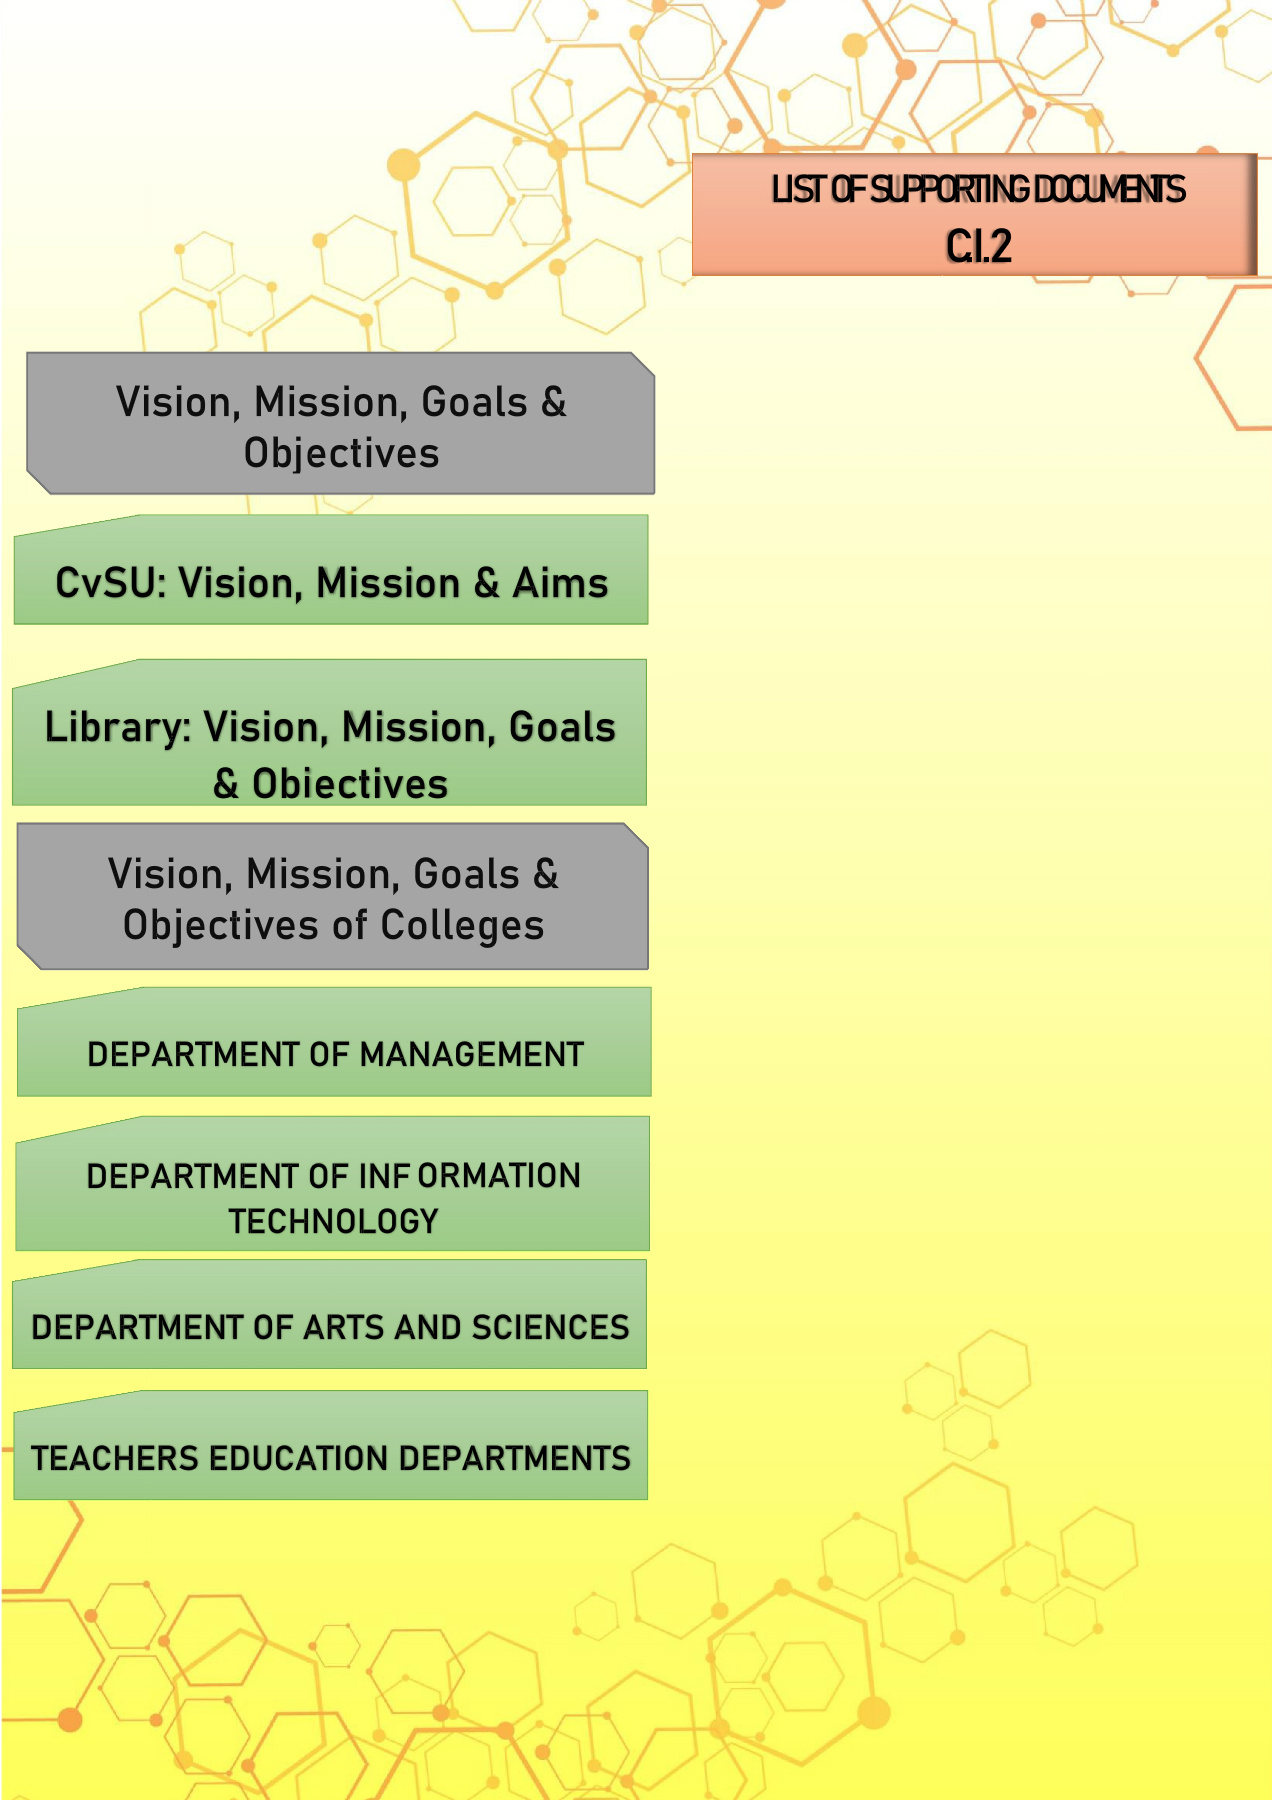 LIST OF SUPPORTING DOCUMENTS
C.I.2
Vision, Mission, Goals &
Objectives
CvSU: Vision, Mission & Aims
Library: Vision, Mission, Goals
& Objectives
Vision, Mission, Goals &
Objectives of Colleges
DEPARTMENT OF MANAGEMENT
DEPARTMENT OF INF ORMATION
TECHNOLOGY
DEPARTMENT OF ARTS AND SCIENCES
TEACHERS EDUCATION DEPARTMENTS